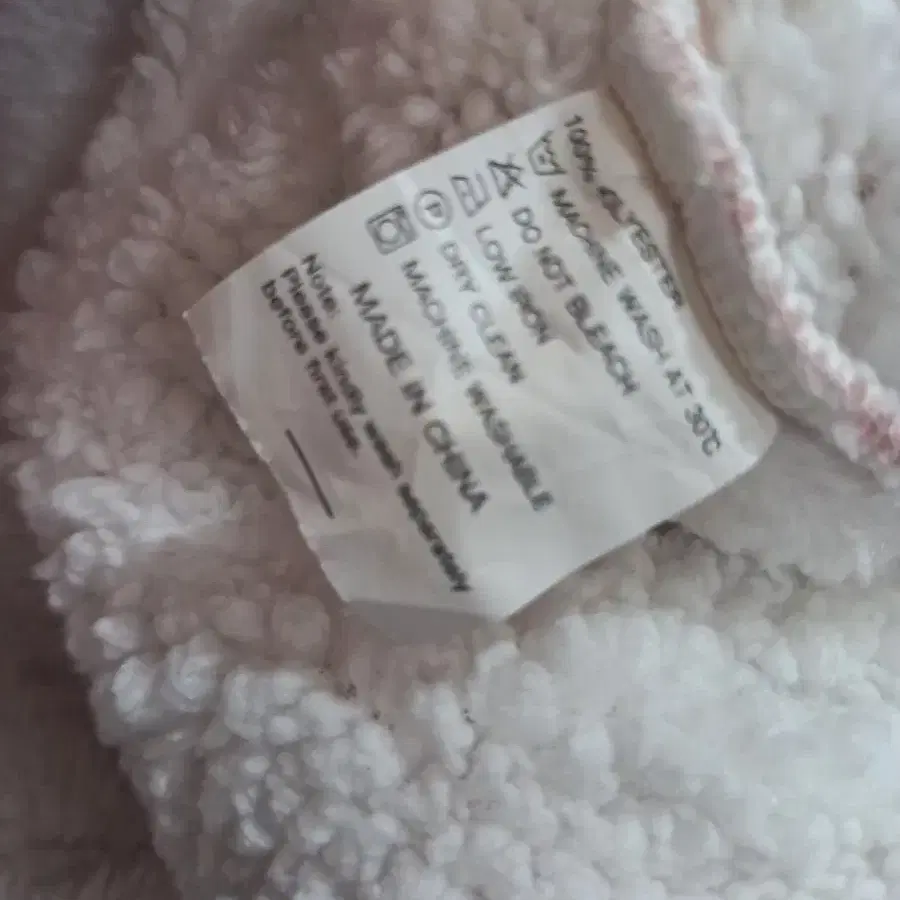 100% POLYESTER
MACHINE WASH AT 30℃
DO NOT BLEACH
LOW IRON
DRY CLEAN
MACHINE WASHABLE
MADE IN CHINA
Note:
Please kindly wash separately
before first use.